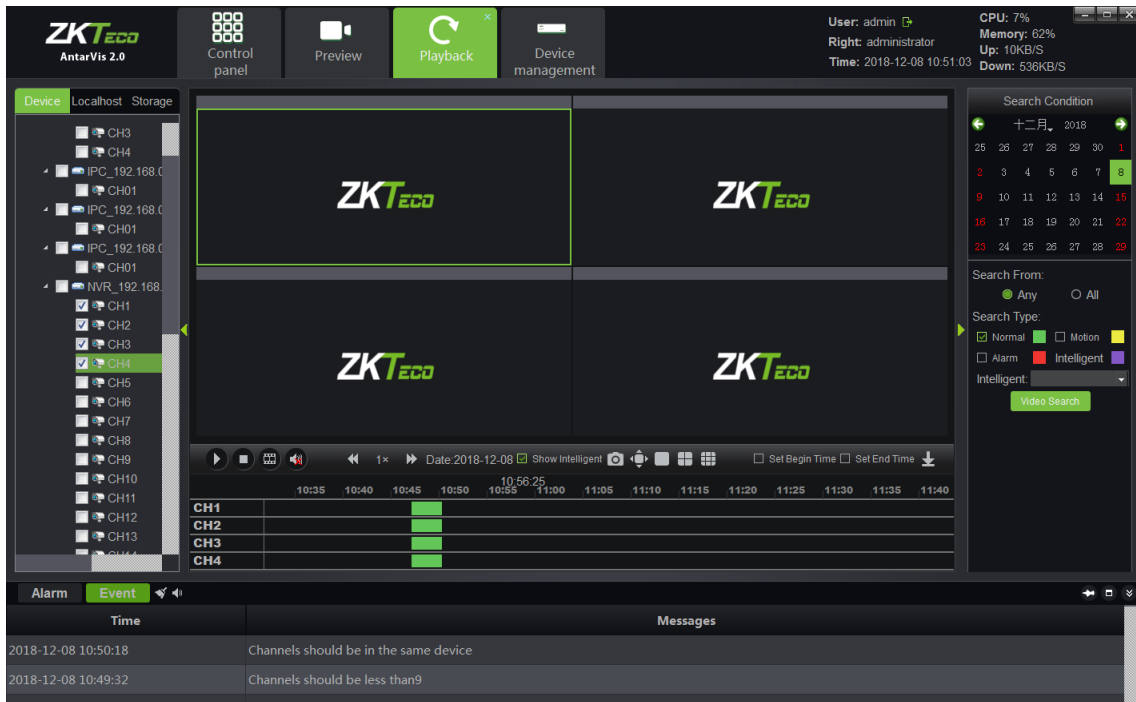 ZKTeco
AntarVis 2.0
Control panel
Preview
Playback
Device management
User: admin
Right: administrator
Time: 2018-12-08 10:51:03
CPU: 7%
Memory: 62%
Up: 10KB/S
Down: 536KB/S
Device Localhost Storage
CH3
CH4
IPC_192.168.0
CH01
IPC_192.168.0
CH01
IPC_192.168.0
CH01
NVR_192.168.
CH1
CH2
CH3
CH4
CH5
CH6
CH7
CH8
CH9
CH10
CH11
CH12
CH13
CH14
ZKTeco
ZKTeco
ZKTeco
ZKTeco
1× Date:2018-12-08 Show Intelligent Set Begin Time Set End Time
10:56:25
10:35 10:40 10:45 10:50 10:55 11:00 11:05 11:10 11:15 11:20 11:25 11:30 11:35 11:40
CH1
CH2
CH3
CH4
Search Condition
十二月, 2018
25 26 27 28 29 30 1
2 3 4 5 6 7 8
9 10 11 12 13 14 15
16 17 18 19 20 21 22
23 24 25 26 27 28 29
Search From:
Any All
Search Type:
Normal Motion
Alarm Intelligent
Intelligent:
Video Search
Alarm Event
Time Messages
2018-12-08 10:50:18 Channels should be in the same device
2018-12-08 10:49:32 Channels should be less than9